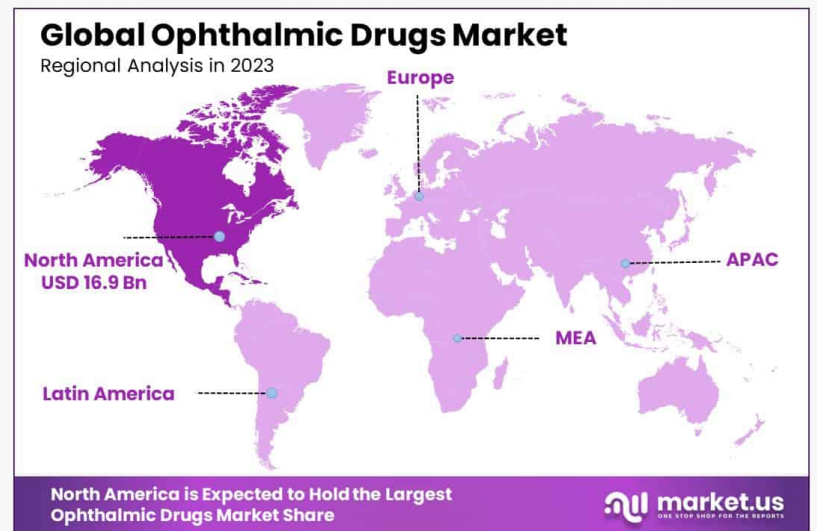 Global Ophthalmic Drugs Market
Regional Analysis in 2023
Europe
North America
USD 16.9 Bn
APAC
MEA
Latin America
North America is Expected to Hold the Largest
Ophthalmic Drugs Market Share
market.us
ONE STOP SHOP FOR THE REPORTS